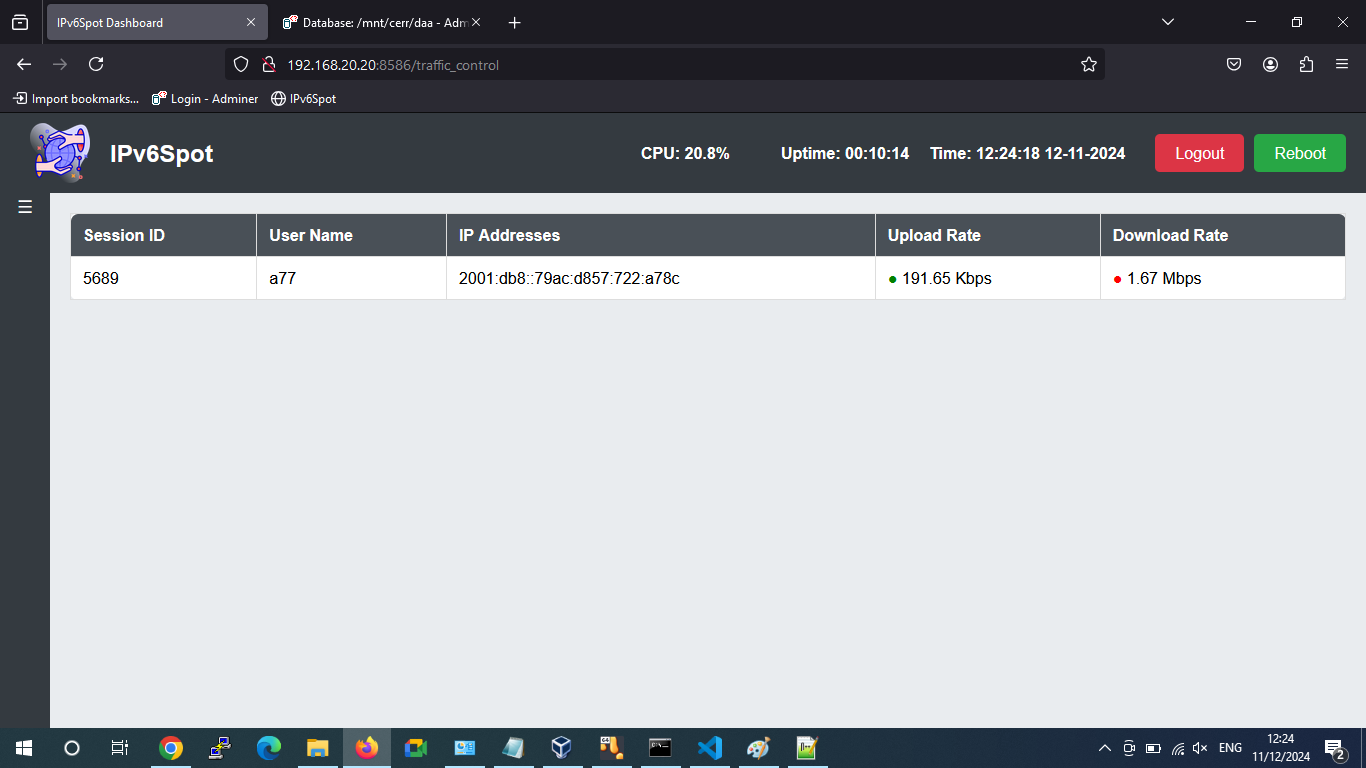 IPv6Spot Dashboard
Database: /mnt/cerr/daa - Adm
192.168.20.20:8586/traffic_control
Import bookmarks... Login - Adminer IPv6Spot
IPv6Spot CPU: 20.8% Uptime: 00:10:14 Time: 12:24:18 12-11-2024 Logout Reboot
Session ID User Name IP Addresses Upload Rate Download Rate
5689 a77 2001:db8::79ac:d857:722:a78c ● 191.65 Kbps ● 1.67 Mbps
ENG
12:24
11/12/2024
2